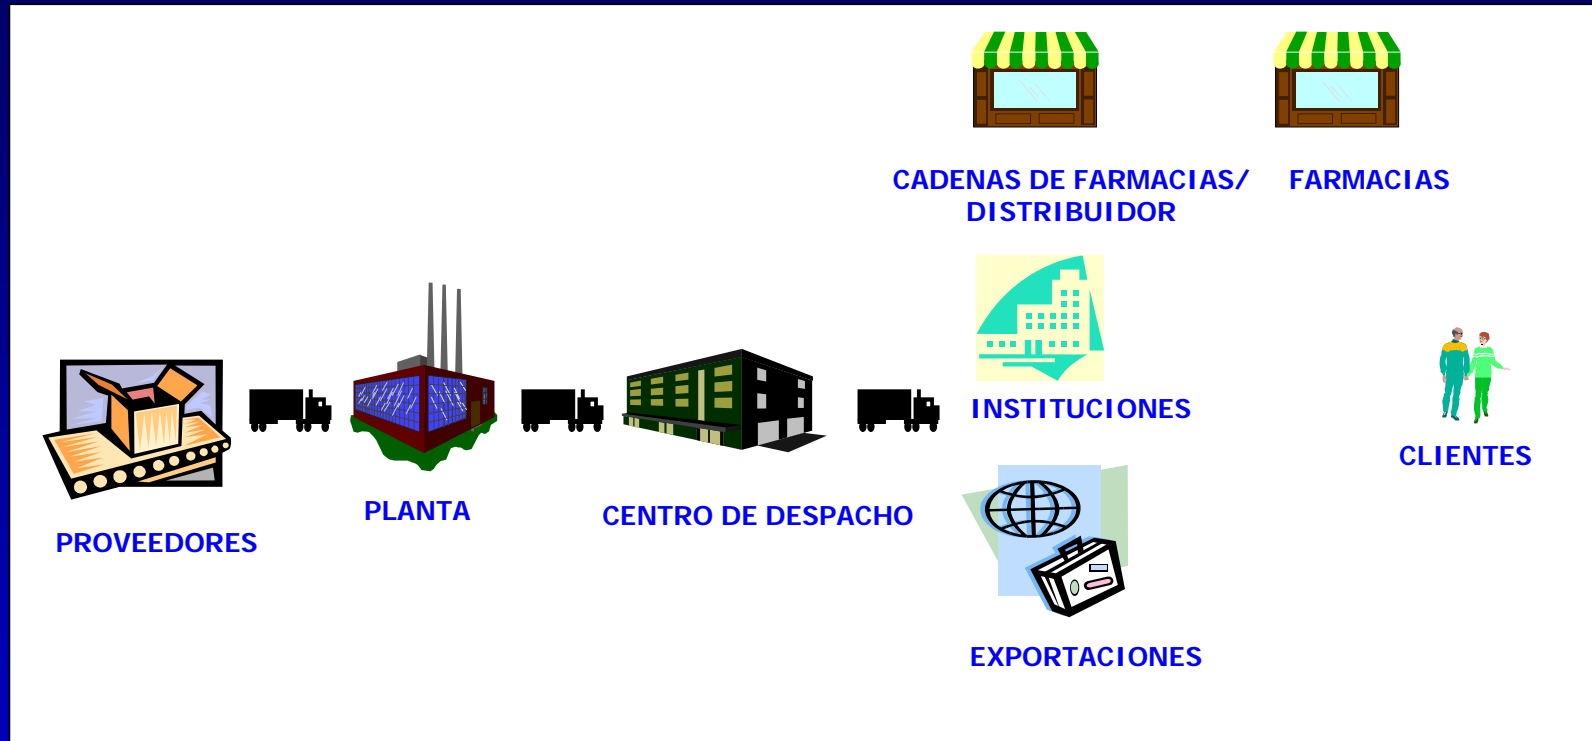 CADENAS DE FARMACIAS/
DISTRIBUIDOR
FARMACIAS
INSTITUCIONES
CLIENTES
PLANTA
CENTRO DE DESPACHO
PROVEEDORES
EXPORTACIONES